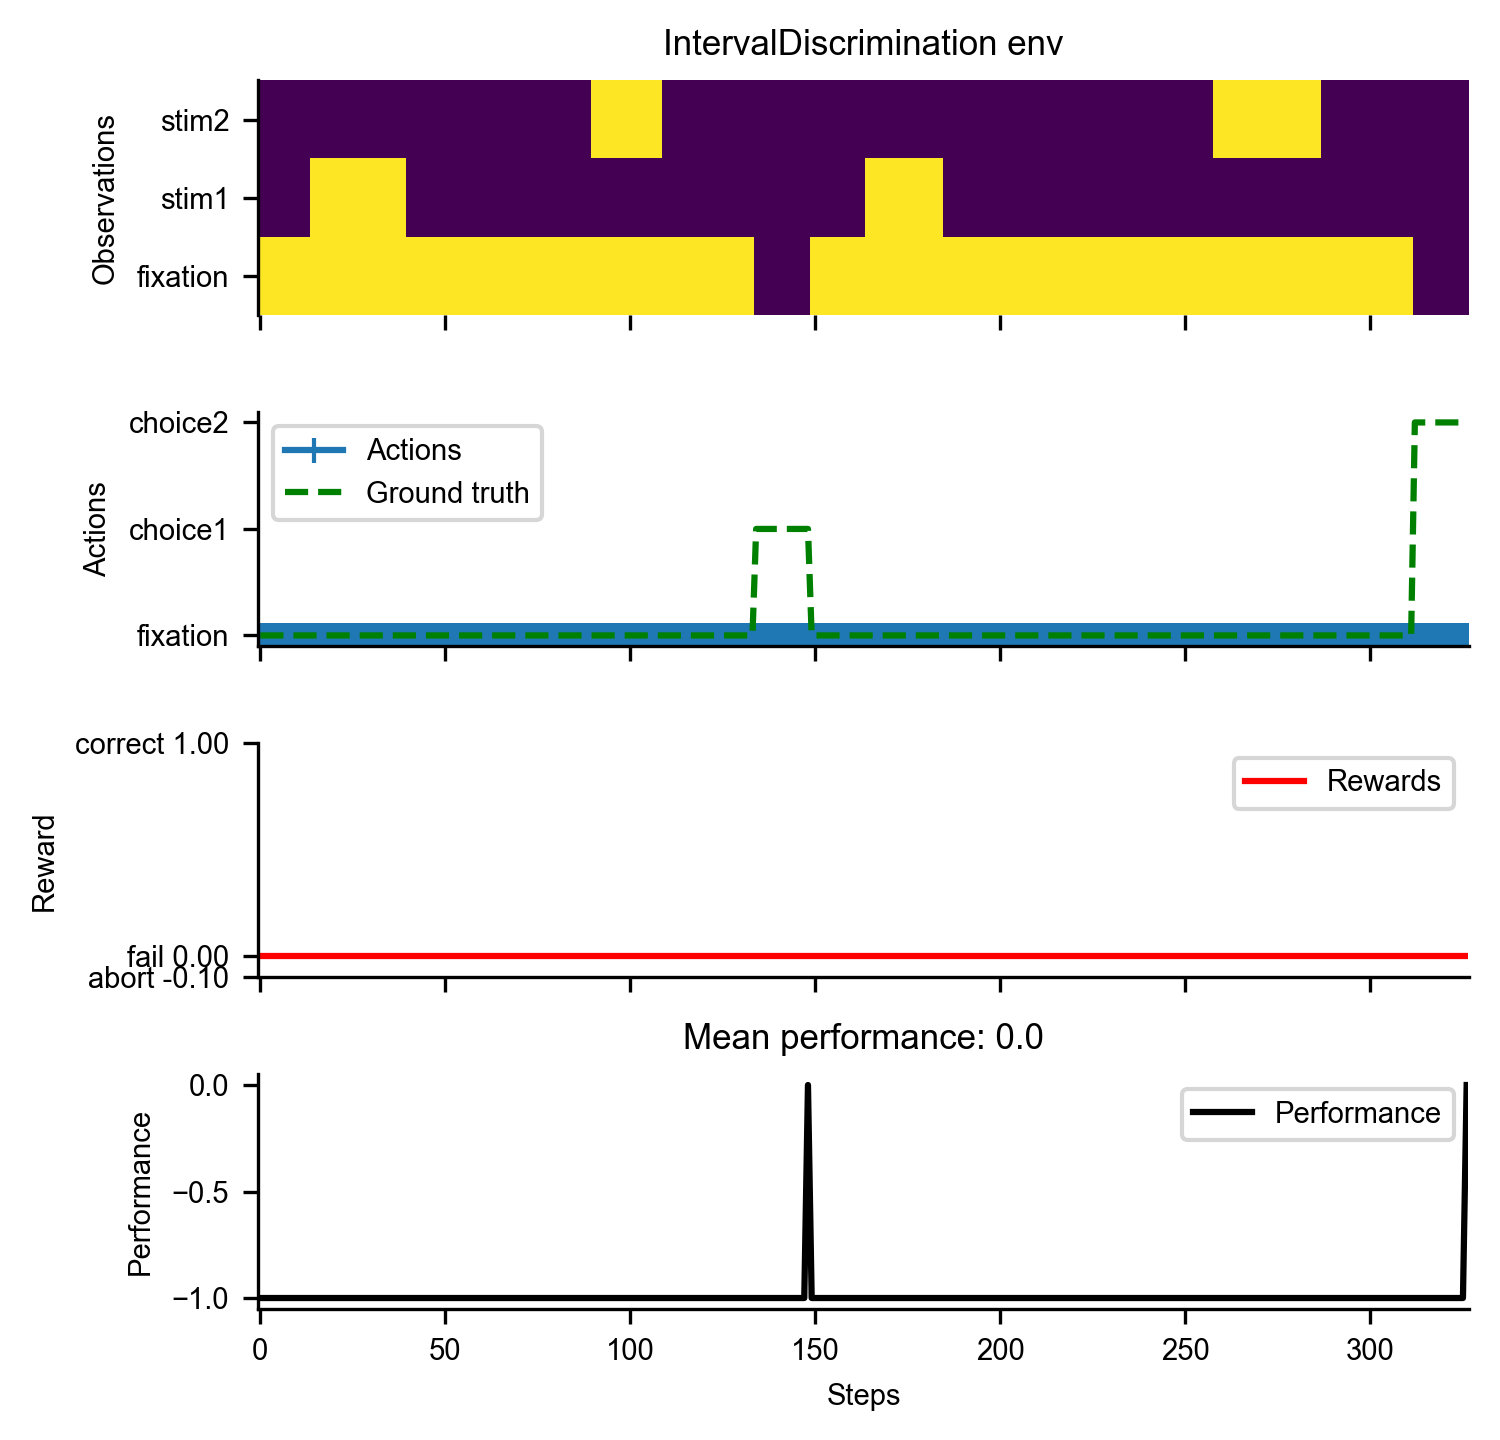 IntervalDiscrimination env
Observations
stim2
stim1
fixation
Actions
choice2
choice1
fixation
Actions
Ground truth
Reward
correct 1.00
fail 0.00
abort -0.10
Rewards
Mean performance: 0.0
Performance
0.0
−0.5
−1.0
Performance
0 50 100 150 200 250 300
Steps